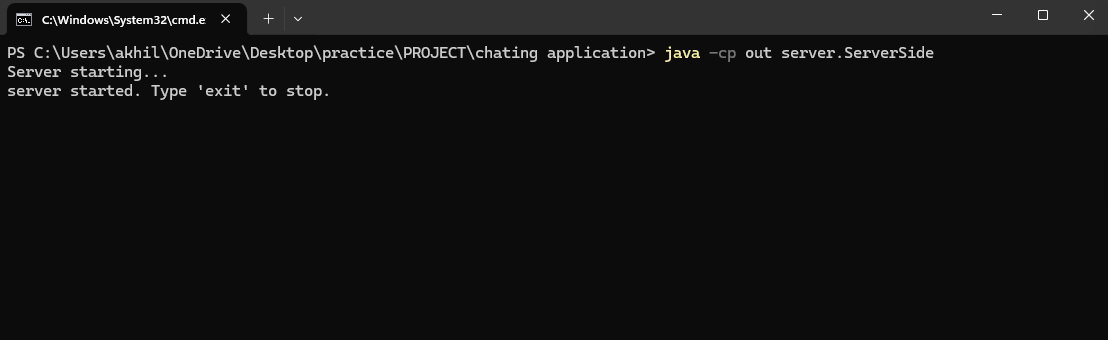 C:\Windows\System32\cmd.e
PS C:\Users\akhil\OneDrive\Desktop\practice\PROJECT\chating application> java -cp out server.ServerSide
Server starting...
server started. Type 'exit' to stop.